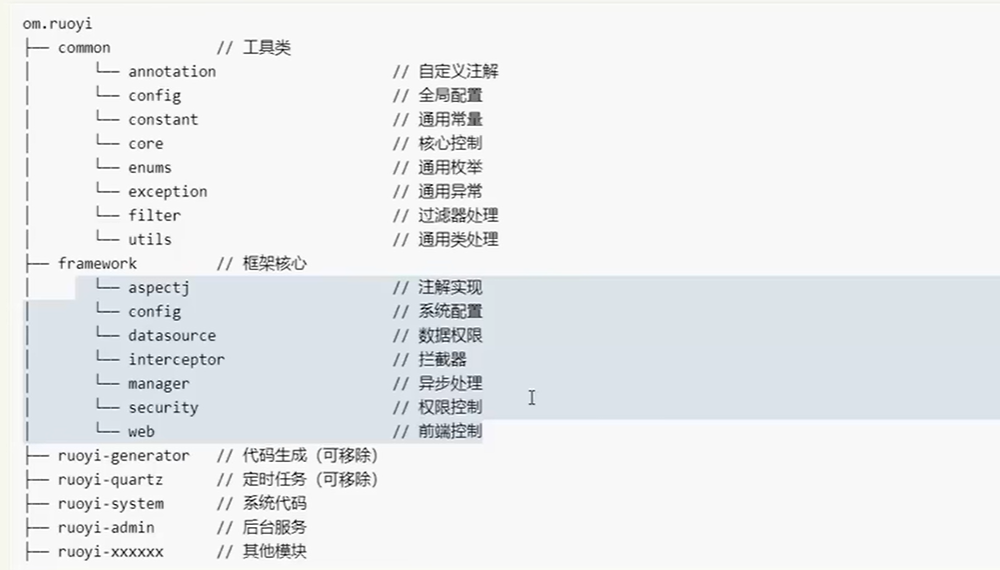 om.ruoyi
├── common // 工具类
│ └── annotation // 自定义注解
│ └── config // 全局配置
│ └── constant // 通用常量
│ └── core // 核心控制
│ └── enums // 通用枚举
│ └── exception // 通用异常
│ └── filter // 过滤器处理
│ └── utils // 通用类处理
├── framework // 框架核心
│ └── aspectj // 注解实现
│ └── config // 系统配置
│ └── datasource // 数据权限
│ └── interceptor // 拦截器
│ └── manager // 异步处理
│ └── security // 权限控制
│ └── web // 前端控制
├── ruoyi-generator // 代码生成（可移除）
├── ruoyi-quartz // 定时任务（可移除）
├── ruoyi-system // 系统代码
├── ruoyi-admin // 后台服务
├── ruoyi-xxxxxx // 其他模块